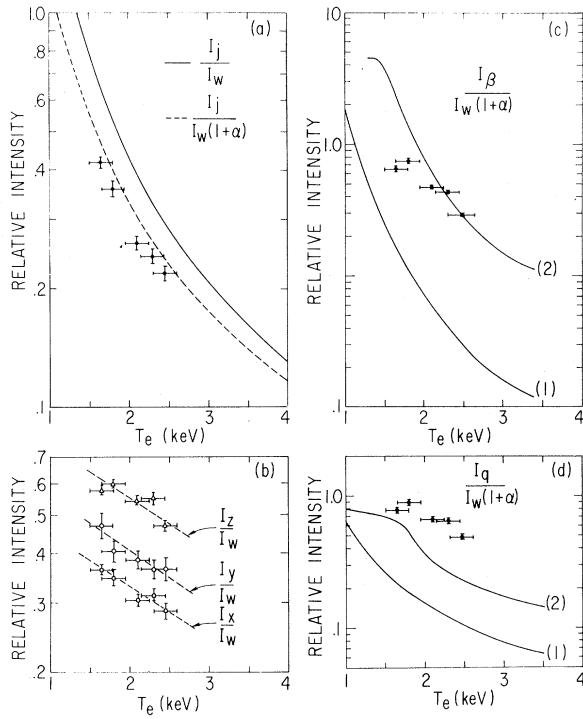 (a)
1.0
.8
.6
.4
.2
.1
RELATIVE INTENSITY
I_j
I_w
I_j
I_w(1+α)
1
2
3
4
T_e (keV)
(b)
.7
.6
.5
.4
.3
.2
RELATIVE INTENSITY
I_z
I_w
I_y
I_w
I_x
I_w
1
2
3
4
T_e (keV)
(c)
10
1.0
.1
.1
RELATIVE INTENSITY
I_β
I_w(1+α)
(2)
(1)
1
2
3
4
T_e (keV)
(d)
1.0
0.1
RELATIVE INTENSITY
I_q
I_w(1+α)
(2)
(1)
1
2
3
4
T_e (keV)